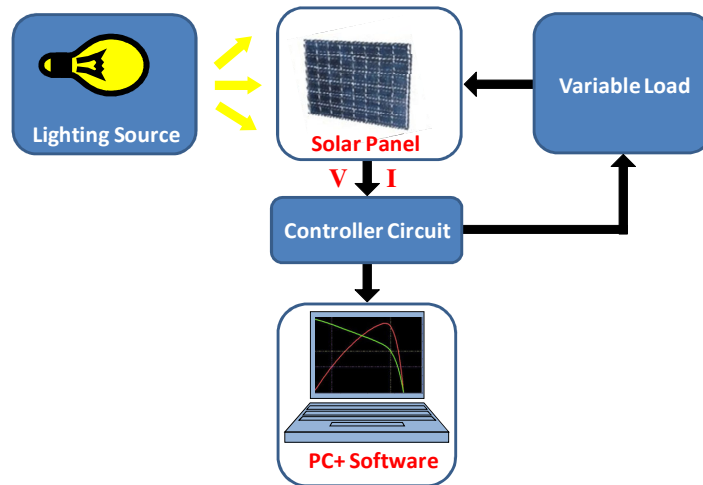 Lighting Source
Solar Panel
Variable Load
V I
Controller Circuit
PC+ Software